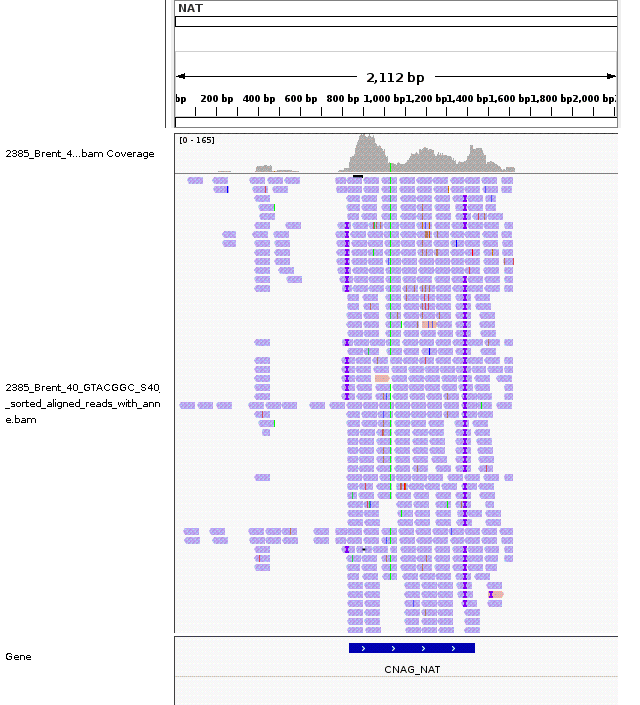 NAT
2,112 bp
bp 200 bp 400 bp 600 bp 800 bp 1,000 bp 1,200 bp 1,400 bp 1,600 bp 1,800 bp 2,000 bp
[0 - 165]
2385_Brent_4...bam Coverage
2385_Brent_40_GTACGGC_S40_
_sorted_aligned_reads_with_ann
e.bam
Gene
CNAG_NAT